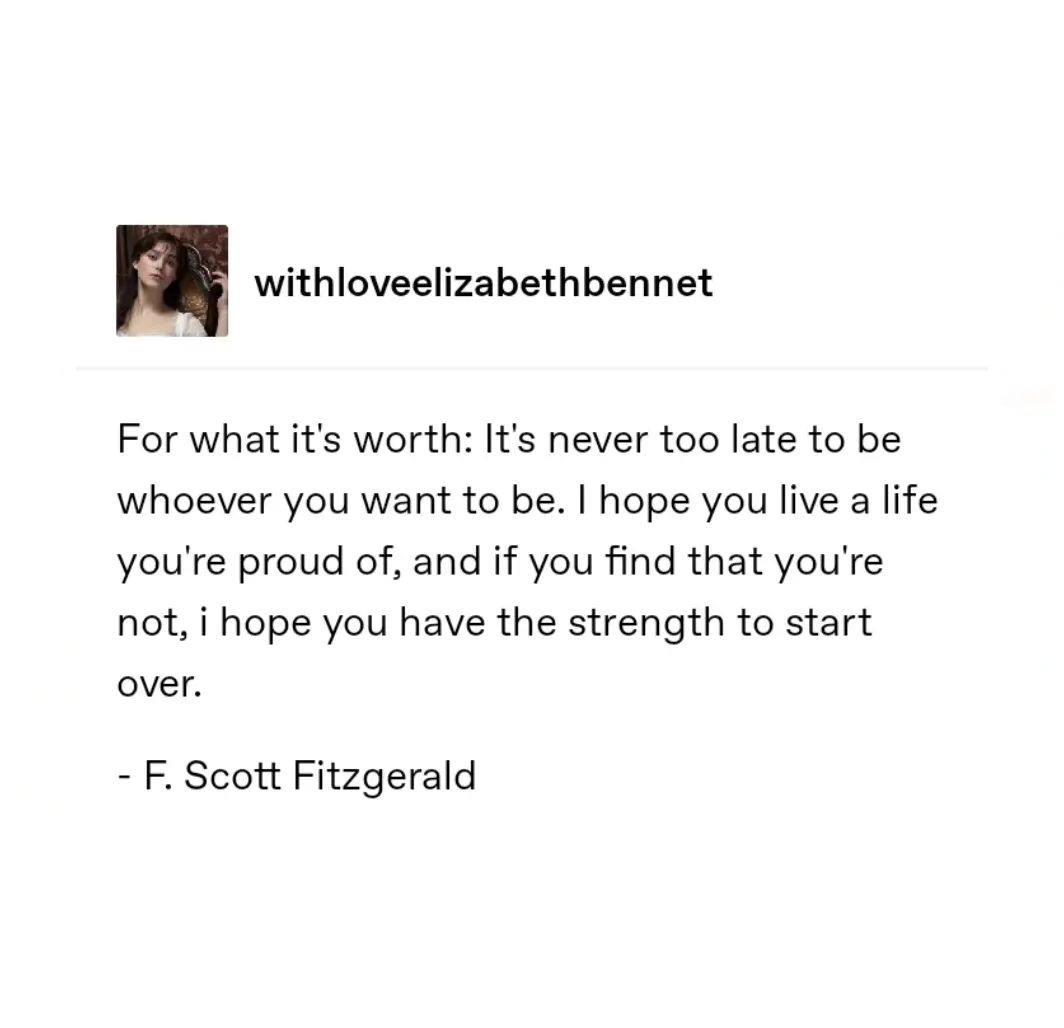 withloveelizabethbennet
For what it's worth: It's never too late to be
whoever you want to be. I hope you live a life
you're proud of, and if you find that you're
not, i hope you have the strength to start
over.
- F. Scott Fitzgerald